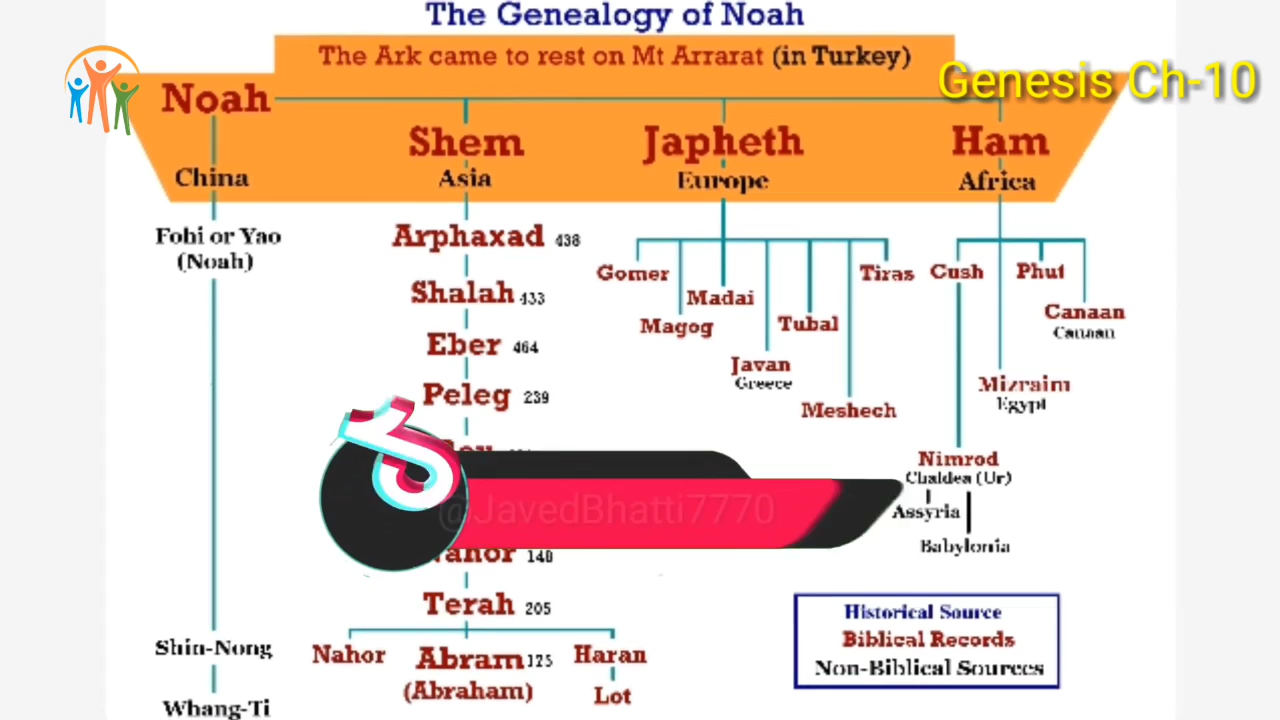 The Genealogy of Noah
The Ark came to rest on Mt Arrarat (in Turkey)
Genesis Ch-10
Noah
Shem
Japheth
Ham
China
Asia
Europe
Africa
Fohi or Yao
(Noah)
Arphaxad 438
Shalah 433
Eber 464
Peleg 239
Gomer
Magog
Madai
Javan
Greece
Tubal
Meshech
Tiras
Cush
Phut
Canaan
Canaan
Mizraim
Egypt
Nimrod
Chaldea (Ur)
Assyria
Babylonia
@JavedBhatti7770
148
Terah 205
Nahor
Abram 125
(Abraham)
Haran
Lot
Shin-Nong
Whang-Ti
Historical Source
Biblical Records
Non-Biblical Sources